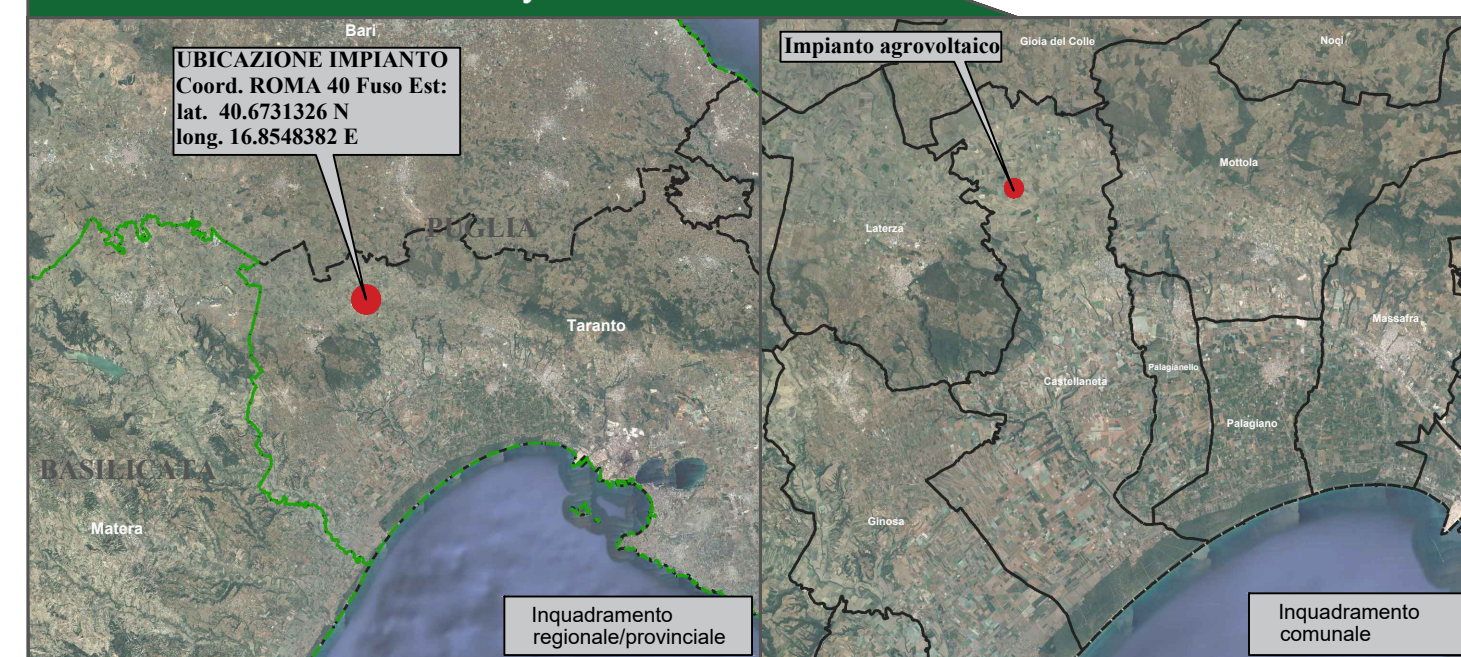 Bari
UBICAZIONE IMPIANTO
Coord. ROMA 40 Fuso Est:
lat. 40.6731326 N
long. 16.8548382 E
PUGLIA
Taranto
BASILICATA
Matera
Inquadramento
regionale/provinciale
Impianto agrovoltaico
Gioia del Colle
Noci
Mottola
Laterza
Massafra
Palagianello
Castellaneta
Palagiano
Ginosa
Inquadramento
comunale